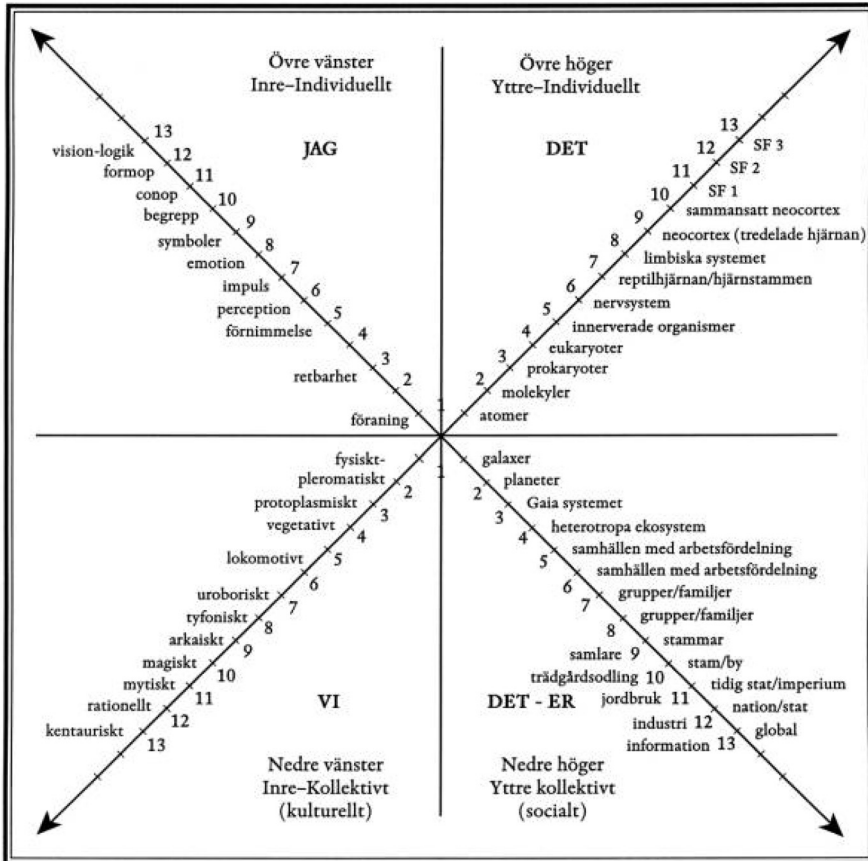 Övre vänster
Inre–Individuellt
JAG
13
vision-logik
12
formop
11
conop
10
begrepp
9
symboler
8
emotion
7
impuls
6
perception
5
förnimmelse
4
3
retbarhet
2
1
föraning
Övre höger
Yttre–Individuellt
DET
13
SF 3
12
SF 2
11
SF 1
10
sammansatt neocortex
9
neocortex (tredelade hjärnan)
8
limbiska systemet
7
reptilhjärnan/hjärnstammen
6
nervsystem
5
innerverade organismer
4
eukaryoter
3
prokaryoter
2
molekyler
atomer
fysiskt-
pleromatiskt
2
protoplasmiskt
3
vegetativt
4
lokomotivt
5
6
uroboriskt
7
tyfoniskt
8
arkaiskt
9
magiskt
10
mytiskt
11
rationellt
12
kentauriskt
13
VI
Nedre vänster
Inre–Kollektivt
(kulturellt)
1
galaxer
2
planeter
3
Gaia systemet
4
heterotropa ekosystem
5
samhällen med arbetsfördelning
6
samhällen med arbetsfördelning
7
grupper/familjer
8
grupper/familjer
stammar
samlare 9
stam/by
trädgårdsodling 10
tidig stat/imperium
jordbruk 11
nation/stat
industri 12
global
information 13
DET - ER
Nedre höger
Yttre kollektivt
(socialt)